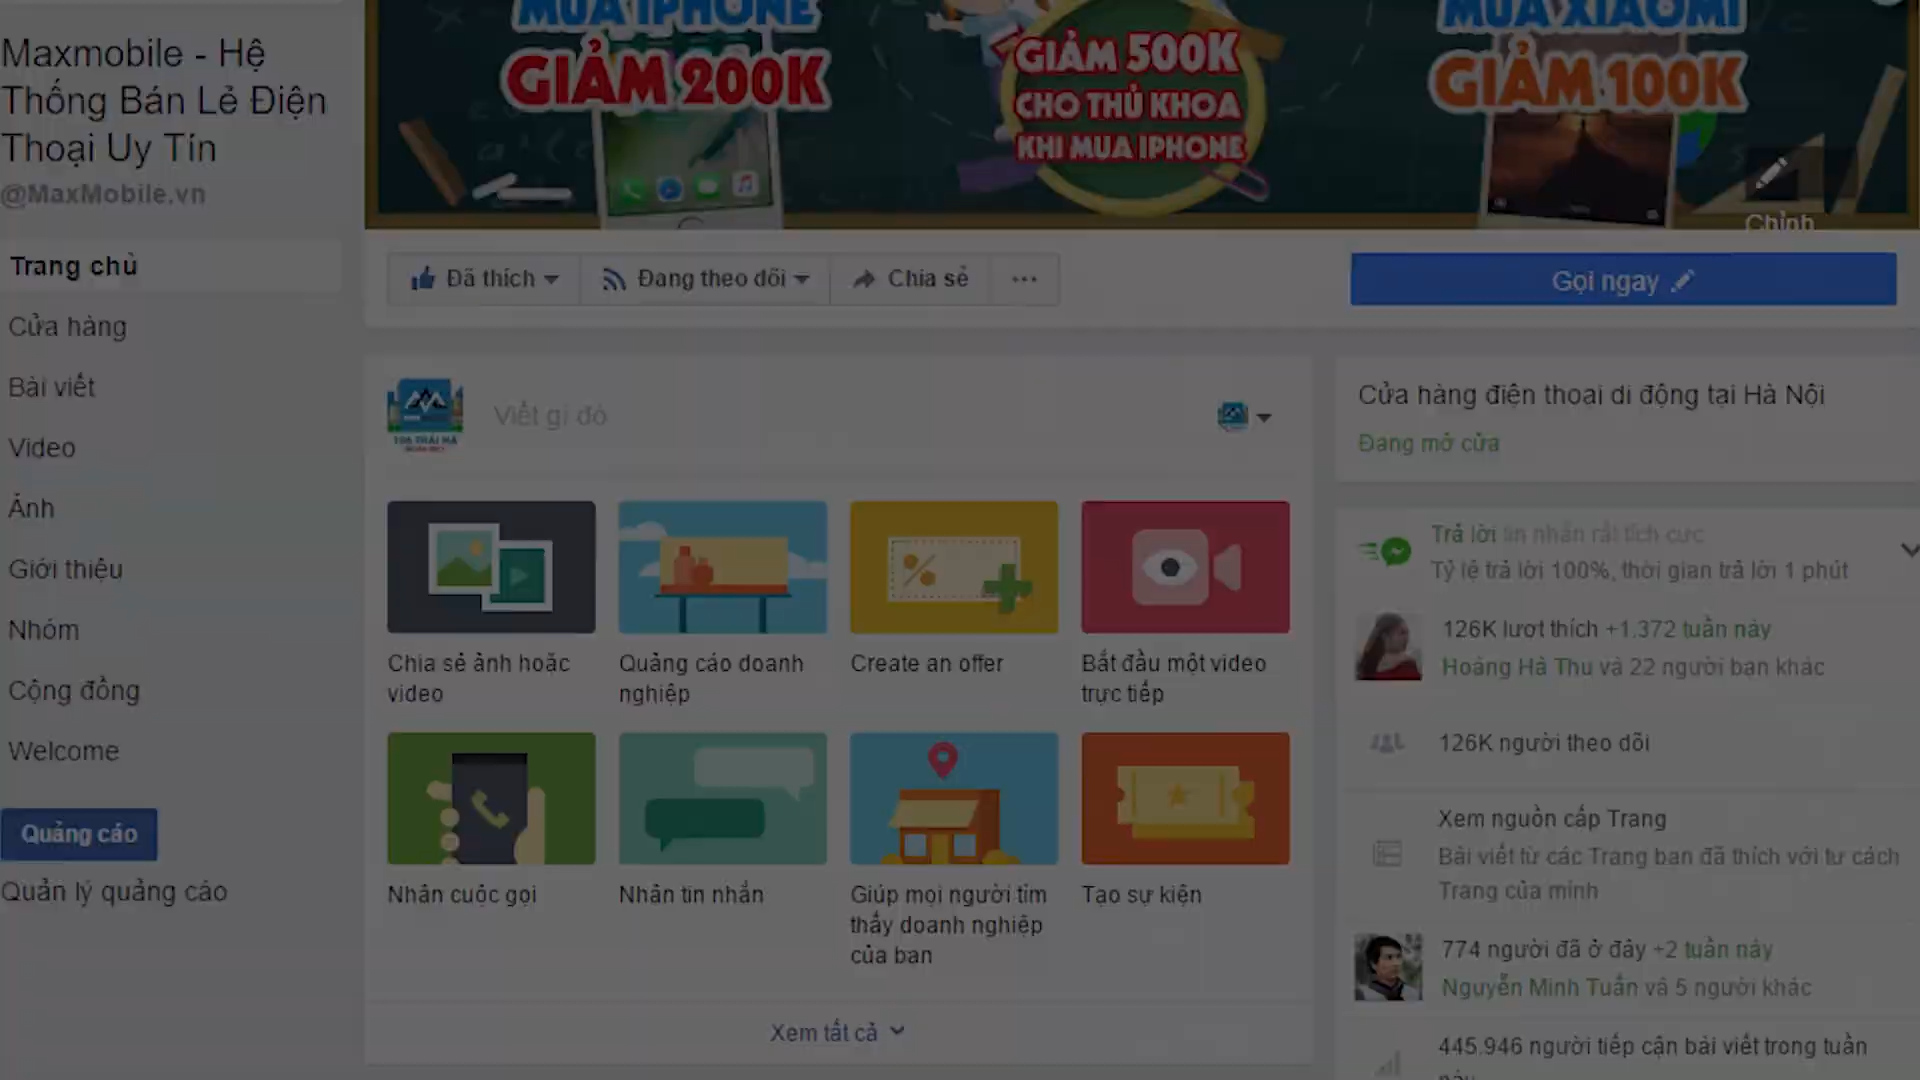 Maxmobile - Hệ
Thống Bán Lẻ Điện
Thoại Uy Tín
@MaxMobile.vn
Trang chủ
Cửa hàng
Bài viết
Video
Ảnh
Giới thiệu
Nhóm
Cộng đồng
Welcome
Quảng cáo
Quản lý quảng cáo
MUA IPHONE
GIẢM 200K
GIẢM 500K
CHO THỦ KHOA
KHI MUA IPHONE
MUA XIAOMI
GIẢM 100K
Chỉnh
Đã thích
Đang theo dõi
Chia sẻ
Gọi ngay
Viết gì đó
Chia sẻ ảnh hoặc
video
Quảng cáo doanh
nghiệp
Create an offer
Bắt đầu một video
trực tiếp
Nhận cuộc gọi
Nhận tin nhắn
Giúp mọi người tìm
thấy doanh nghiệp
của bạn
Tạo sự kiện
Xem tất cả
Cửa hàng điện thoại di động tại Hà Nội
Đang mở cửa
Trả lời tin nhắn rất tích cực
Tỷ lệ trả lời 100%, thời gian trả lời 1 phút
126K lượt thích +1.372 tuần này
Hoàng Hà Thu và 22 người bạn khác
126K người theo dõi
Xem nguồn cấp Trang
Bài viết từ các Trang bạn đã thích với tư cách
Trang của mình
774 người đã ở đây +2 tuần này
Nguyễn Minh Tuấn và 5 người khác
445.946 người tiếp cận bài viết trong tuần
này